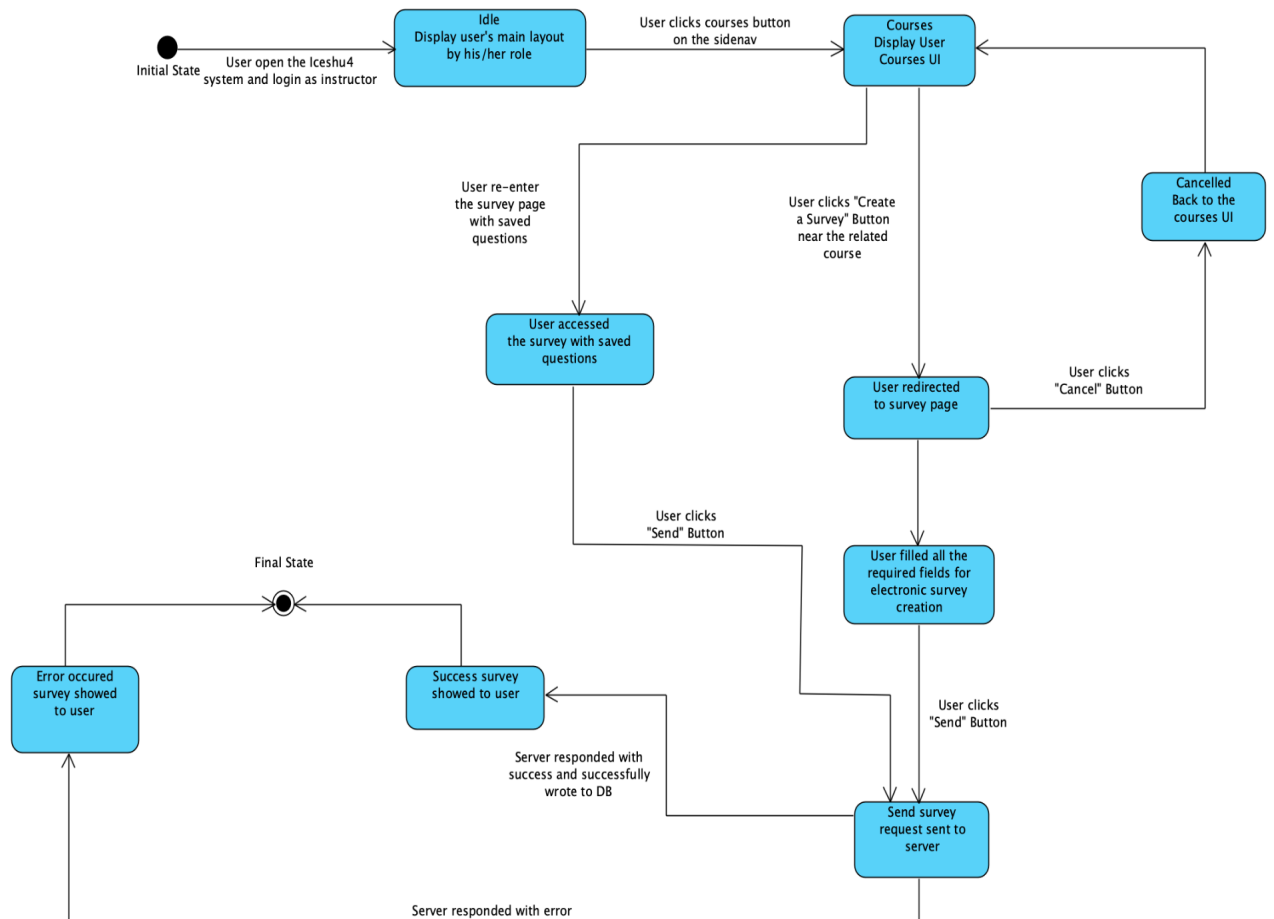 Idle
Display user's main layout
by his/her role
User clicks courses button
on the sidenav
Courses
Display User
Courses UI
Initial State
User open the Iceshu4
system and login as instructor
User re-enter
the survey page
with saved
questions
User clicks "Create
a Survey" Button
near the related
course
Cancelled
Back to the
courses UI
User accessed
the survey with saved
questions
User redirected
to survey page
User clicks
"Cancel" Button
User clicks
"Send" Button
User filled all the
required fields for
electronic survey
creation
Final State
Error occured
survey showed
to user
Success survey
showed to user
User clicks
"Send" Button
Server responded with
success and successfully
wrote to DB
Send survey
request sent to
server
Server responded with error